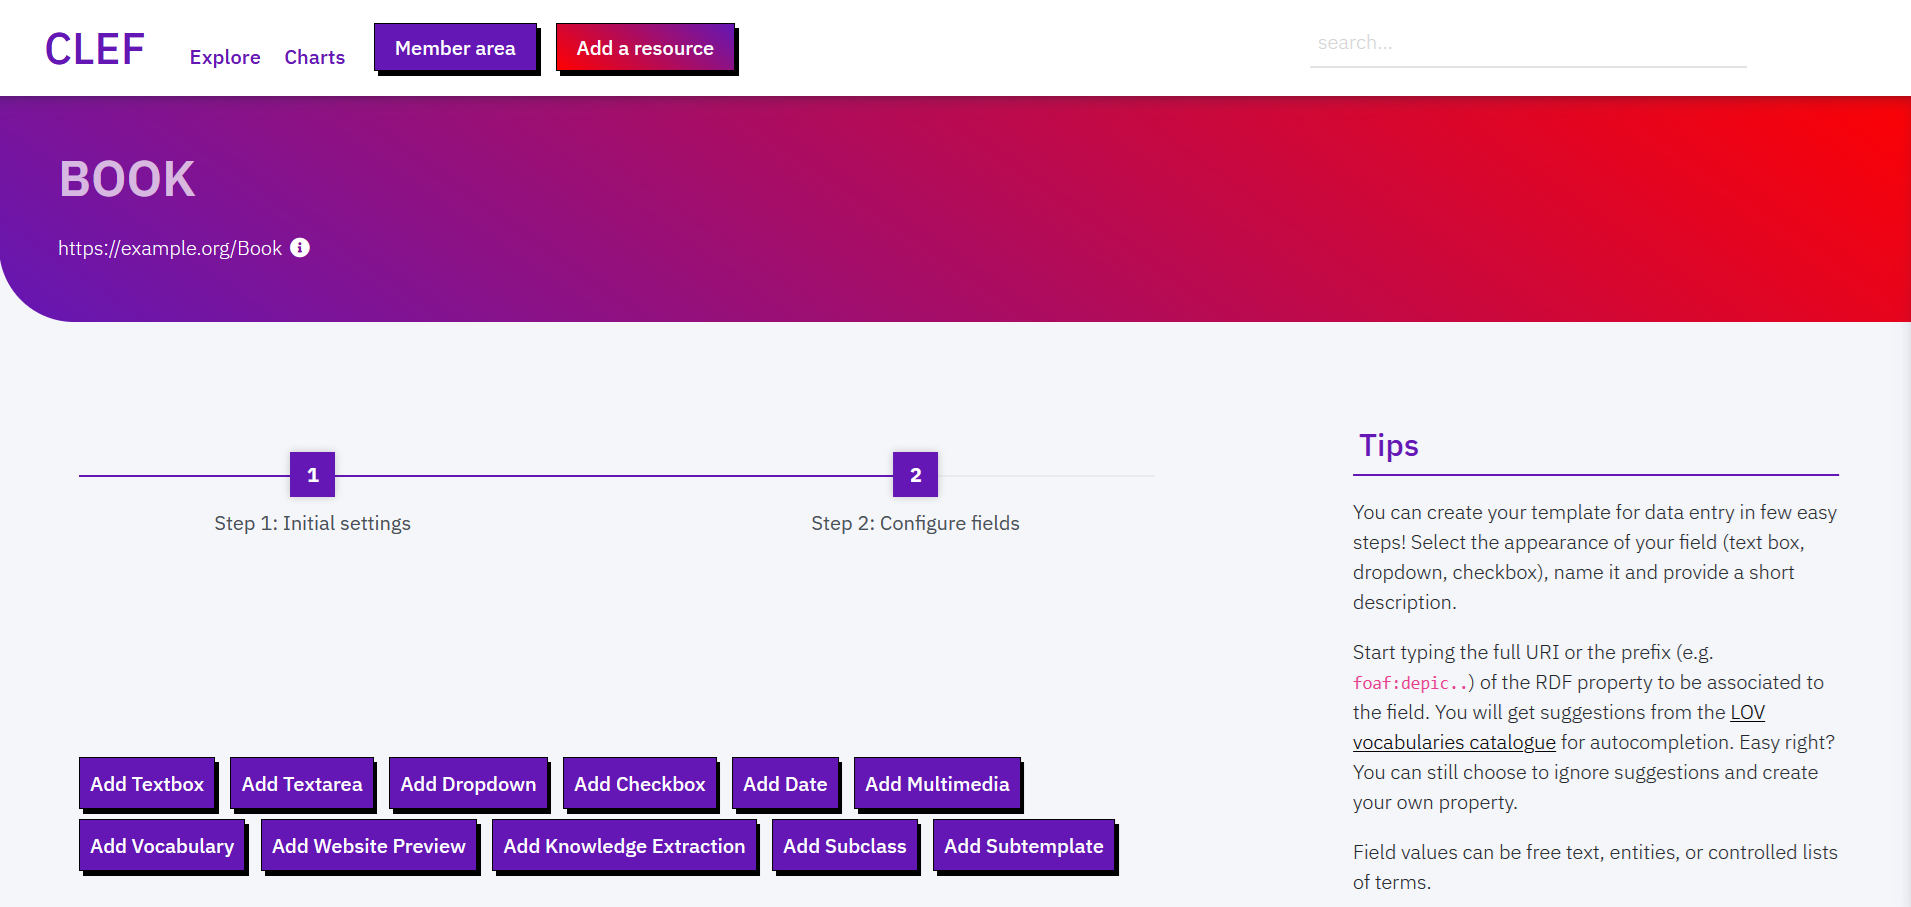 CLEF
Explore
Charts
Member area
Add a resource
search...
BOOK
https://example.org/Book
1
2
Step 1: Initial settings
Step 2: Configure fields
Add Textbox
Add Textarea
Add Dropdown
Add Checkbox
Add Date
Add Multimedia
Add Vocabulary
Add Website Preview
Add Knowledge Extraction
Add Subclass
Add Subtemplate
Tips
You can create your template for data entry in few easy
steps! Select the appearance of your field (text box,
dropdown, checkbox), name it and provide a short
description.
Start typing the full URI or the prefix (e.g.
foaf:depic..) of the RDF property to be associated to
the field. You will get suggestions from the LOV
vocabularies catalogue for autocompletion. Easy right?
You can still choose to ignore suggestions and create
your own property.
Field values can be free text, entities, or controlled lists
of terms.